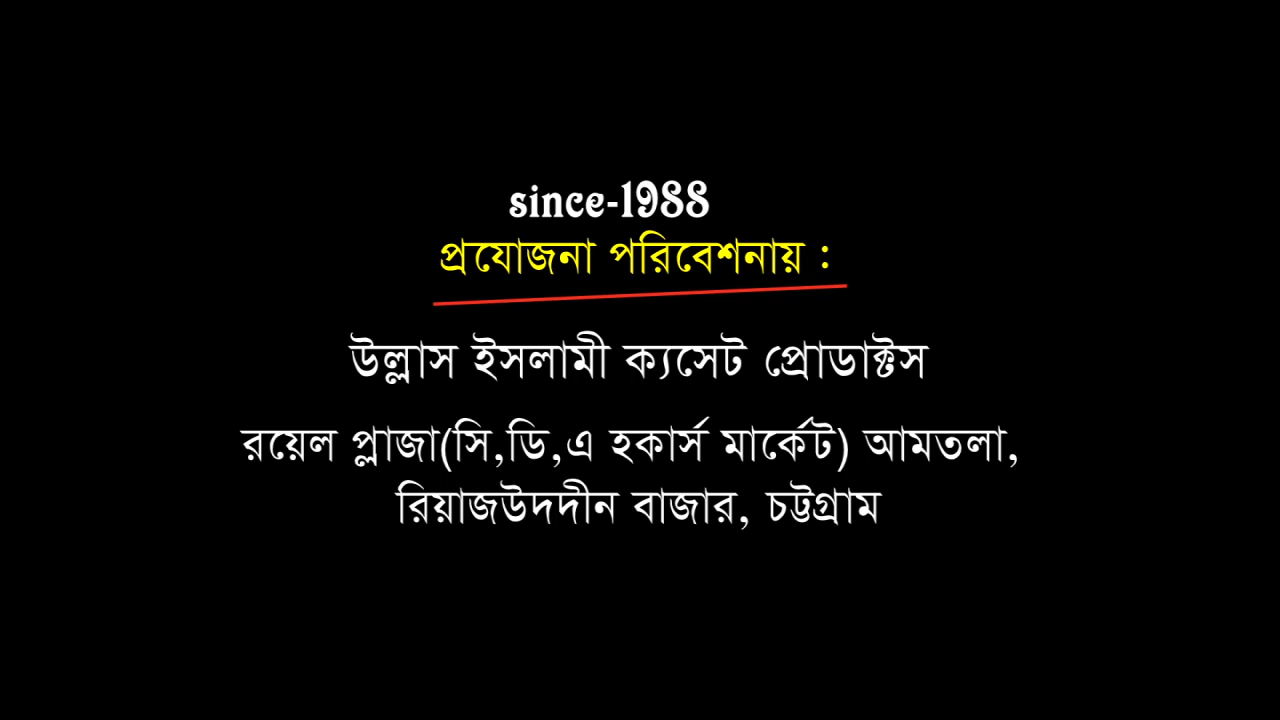 since-1988
প্রযোজনা পরিবেশনায় :
উল্লাস ইসলামী ক্যসেট প্রোডাক্টস
রয়েল প্লাজা(সি,ডি,এ হকার্স মার্কেট) আমতলা,
রিয়াজউদদীন বাজার, চট্টগ্রাম